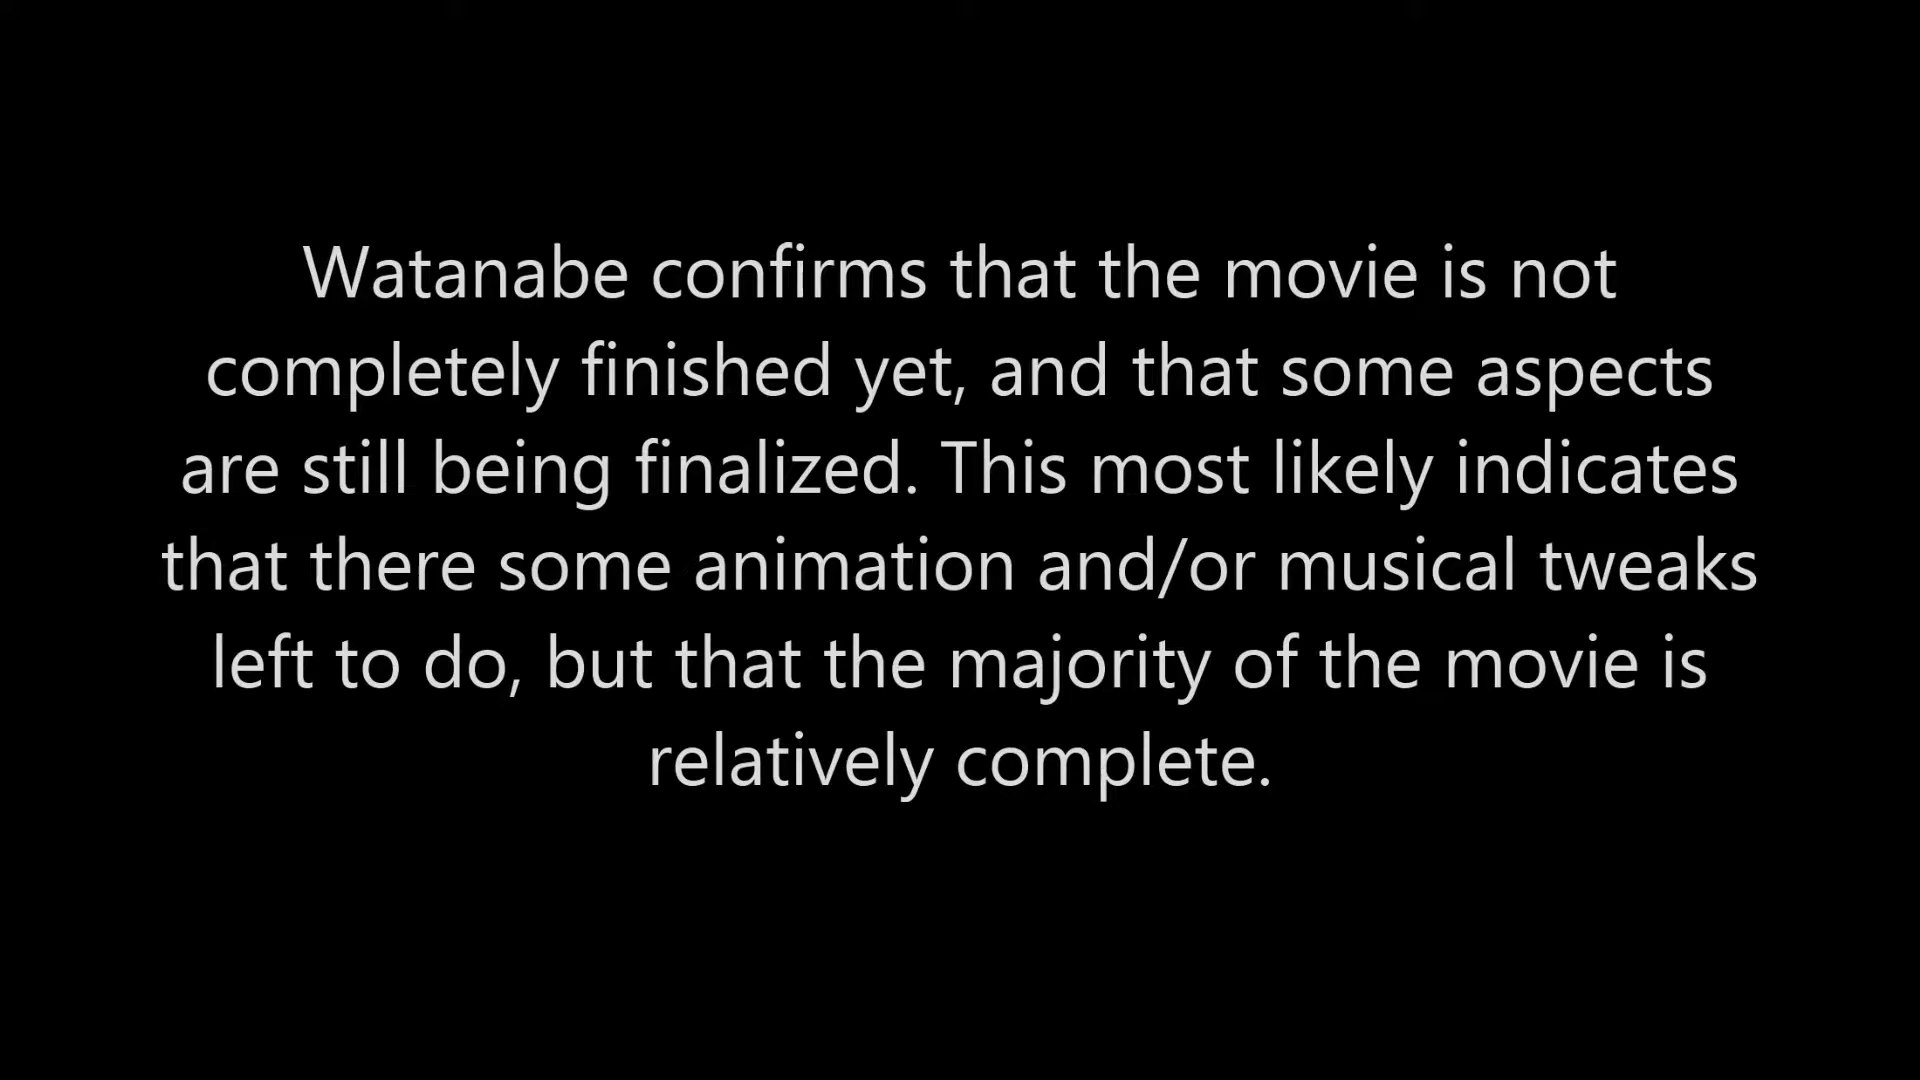 Watanabe confirms that the movie is not
completely finished yet, and that some aspects
are still being finalized. This most likely indicates
that there some animation and/or musical tweaks
left to do, but that the majority of the movie is
relatively complete.